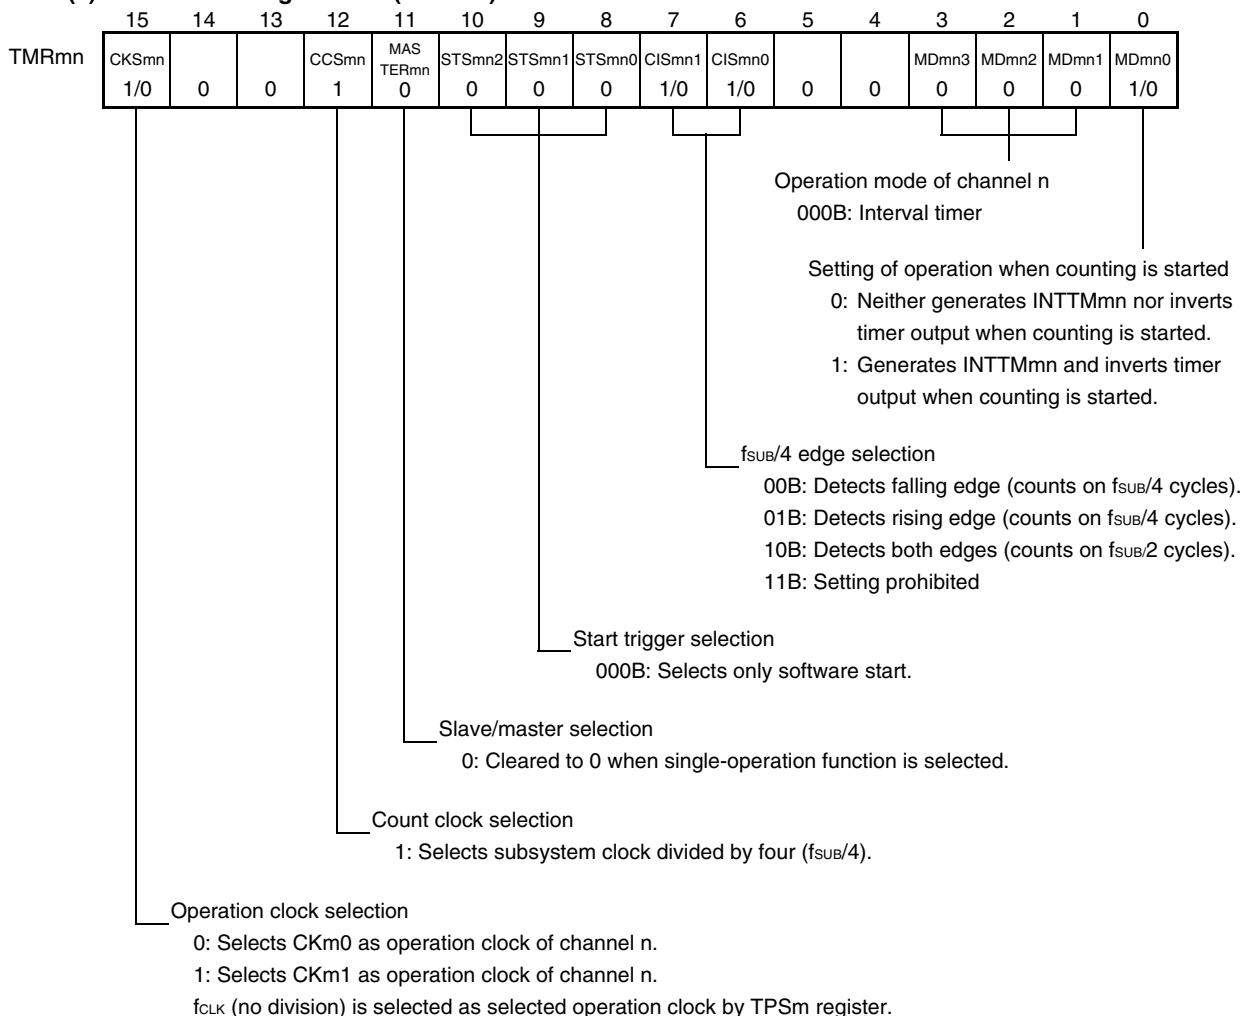 15 14 13 12 11 10 9 8 7 6 5 4 3 2 1 0
TMRmn CKSmn CCSmn MAS TERmn STSmn2 STSmn1 STSmn0 CISmn1 CISmn0 MDmn3 MDmn2 MDmn1 MDmn0
1/0 0 0 1 0 0 0 0 1/0 1/0 0 0 0 0 0 1/0
Operation mode of channel n
000B: Interval timer
Setting of operation when counting is started
0: Neither generates INTTMmn nor inverts
timer output when counting is started.
1: Generates INTTMmn and inverts timer
output when counting is started.
fSUB/4 edge selection
00B: Detects falling edge (counts on fSUB/4 cycles).
01B: Detects rising edge (counts on fSUB/4 cycles).
10B: Detects both edges (counts on fSUB/2 cycles).
11B: Setting prohibited
Start trigger selection
000B: Selects only software start.
Slave/master selection
0: Cleared to 0 when single-operation function is selected.
Count clock selection
1: Selects subsystem clock divided by four (fSUB/4).
Operation clock selection
0: Selects CKm0 as operation clock of channel n.
1: Selects CKm1 as operation clock of channel n.
fCLK (no division) is selected as selected operation clock by TPSm register.